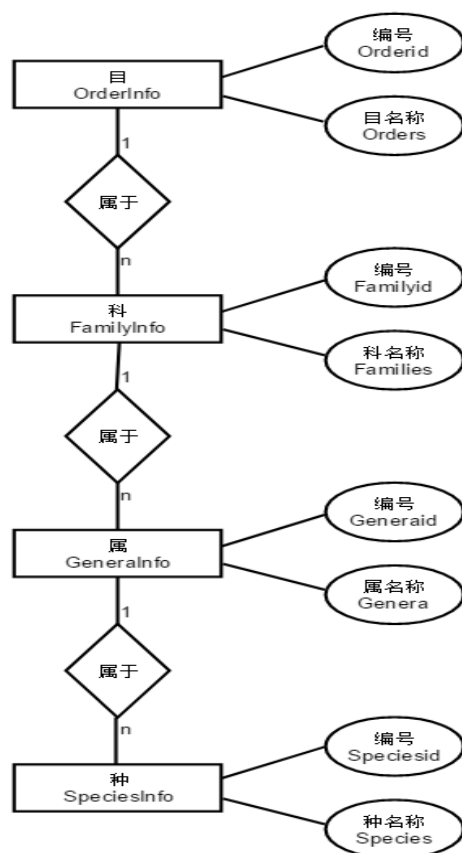 编号
Orderid
目
OrderInfo
目名称
Orders
1
属于
n
编号
Familyid
科
FamilyInfo
科名称
Families
1
属于
n
编号
Generaid
属
GeneraInfo
属名称
Genera
1
属于
n
编号
Speciesid
种
SpeciesInfo
种名称
Species